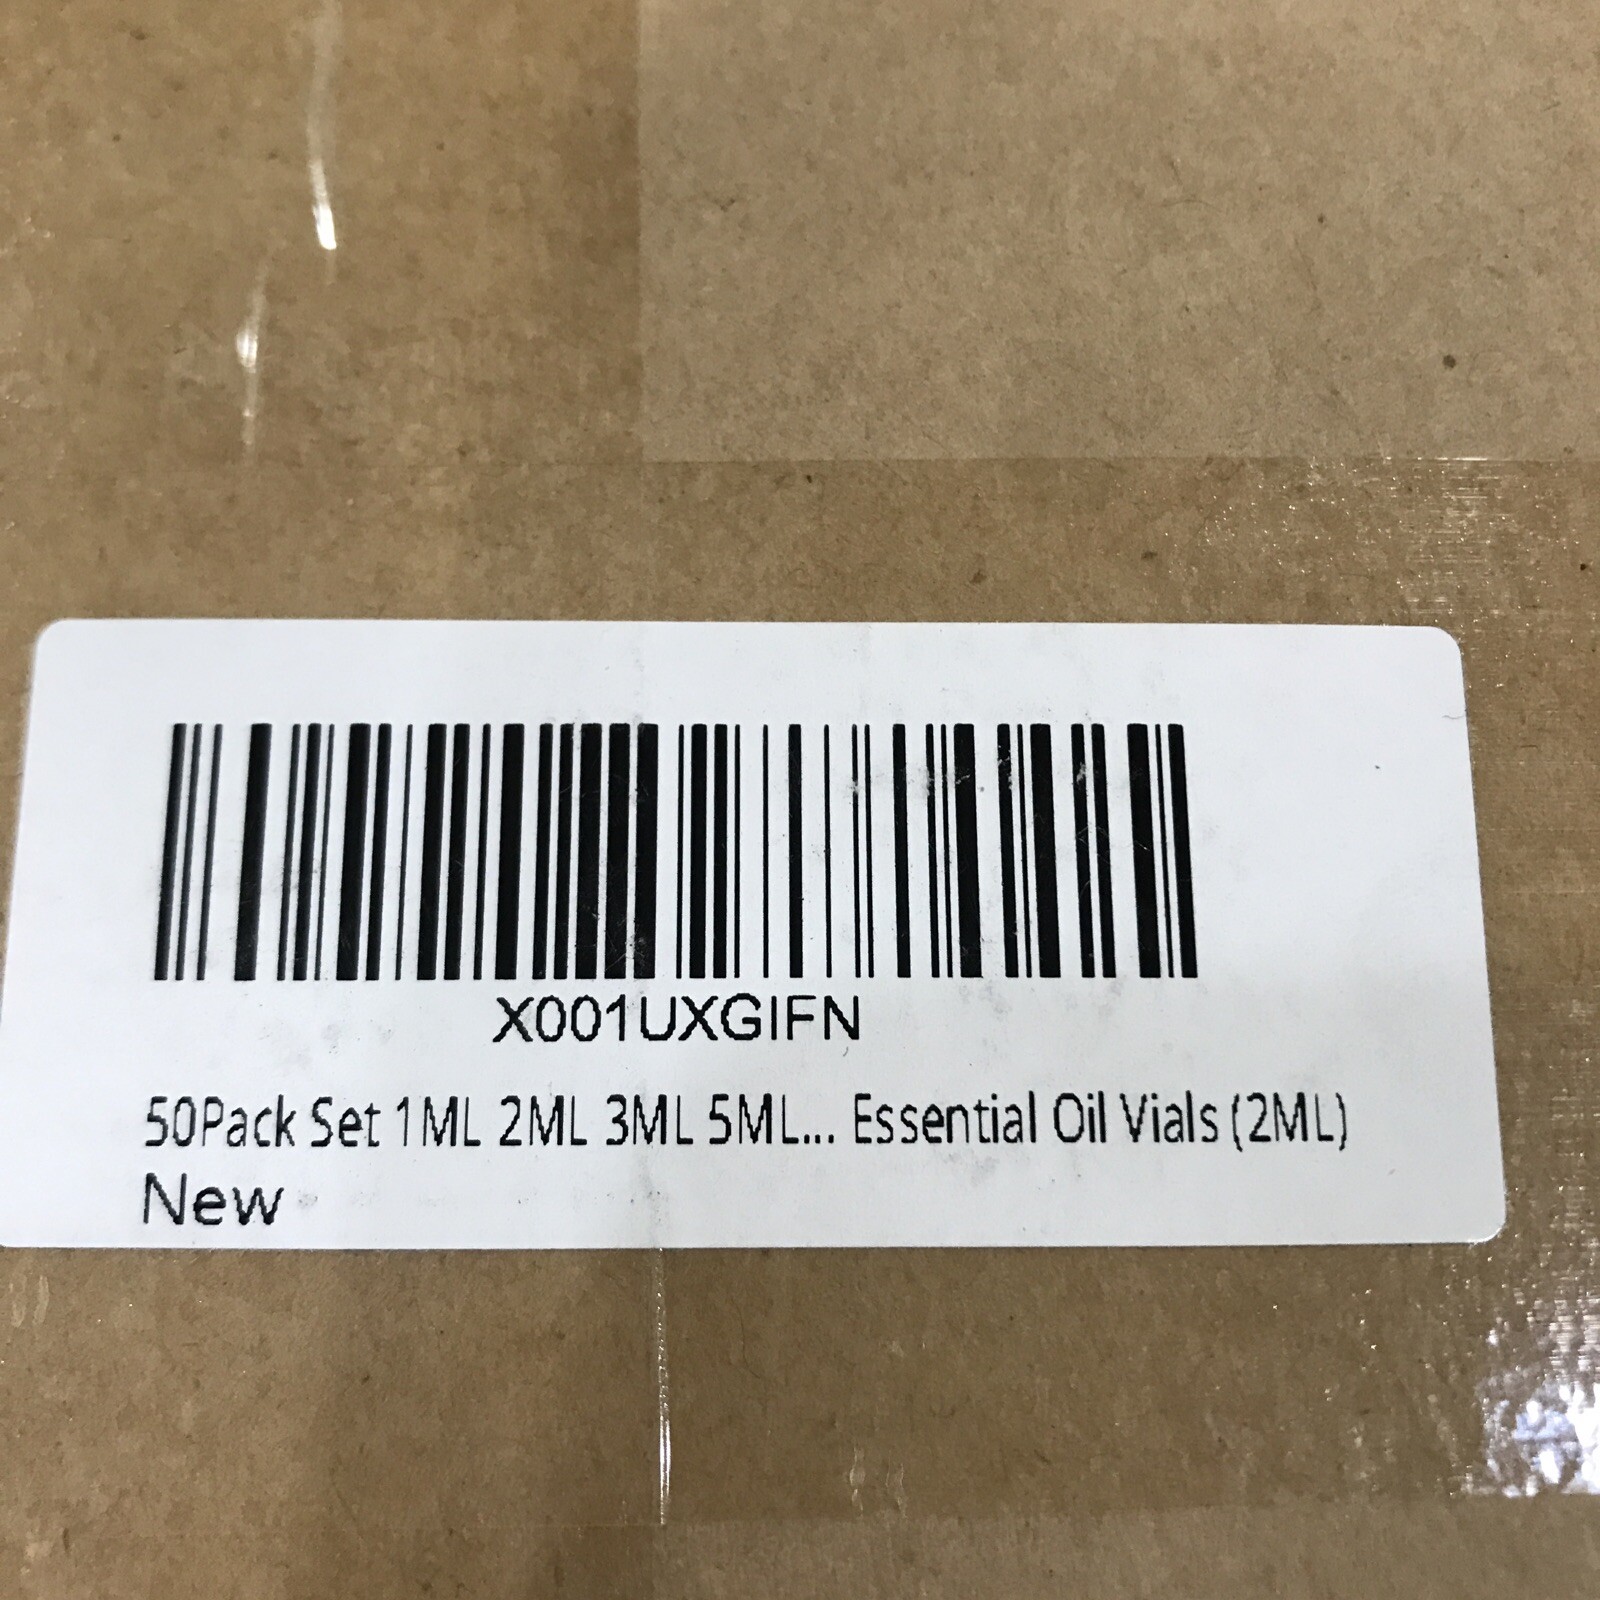 X001UXGIFN
50Pack Set 1ML 2ML 3ML 5ML... Essential Oil Vials (2ML)
New